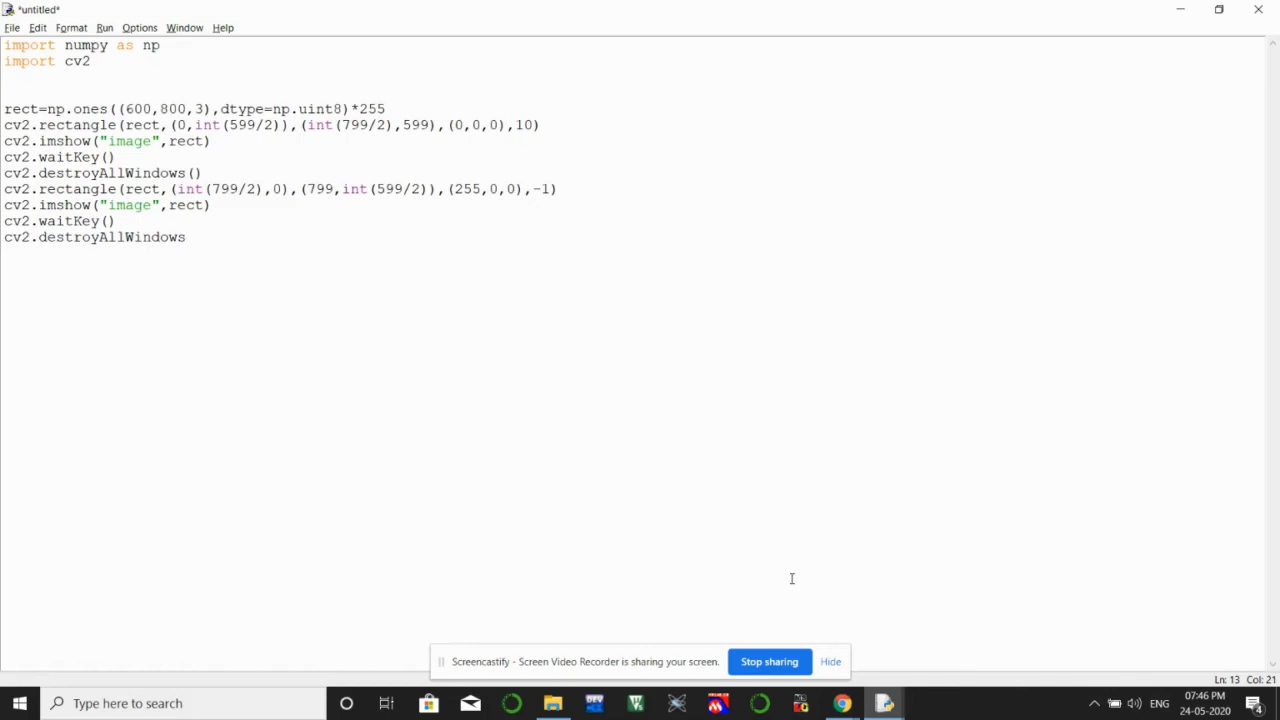 *untitled*
File Edit Format Run Options Window Help
import numpy as np
import cv2
rect=np.ones((600,800,3),dtype=np.uint8)*255
cv2.rectangle(rect,(0,int(599/2)),(int(799/2),599),(0,0,0),10)
cv2.imshow("image",rect)
cv2.waitKey()
cv2.destroyAllWindows()
cv2.rectangle(rect,(int(799/2),0),(799,int(599/2)),(255,0,0),-1)
cv2.imshow("image",rect)
cv2.waitKey()
cv2.destroyAllWindows
Screencastify - Screen Video Recorder is sharing your screen. Stop sharing Hide
Ln: 13 Col: 21
Type here to search
DEV
ENG
07:46 PM
24-05-2020
4